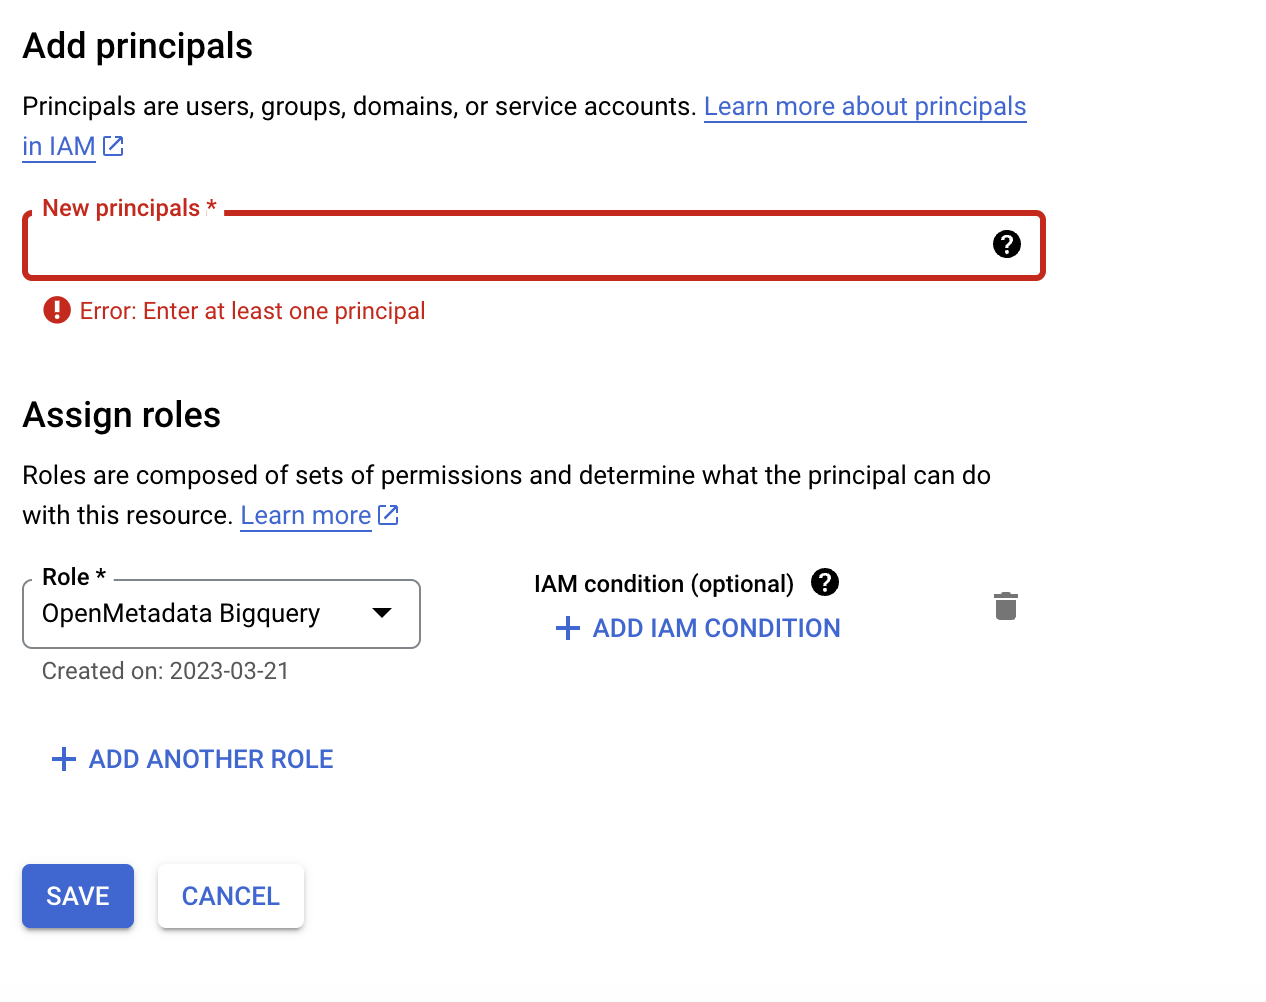 Add principals
Principals are users, groups, domains, or service accounts. Learn more about principals
in IAM
New principals *
Error: Enter at least one principal
Assign roles
Roles are composed of sets of permissions and determine what the principal can do
with this resource. Learn more
Role *
OpenMetadata Bigquery
Created on: 2023-03-21
IAM condition (optional)
+ ADD IAM CONDITION
+ ADD ANOTHER ROLE
SAVE
CANCEL